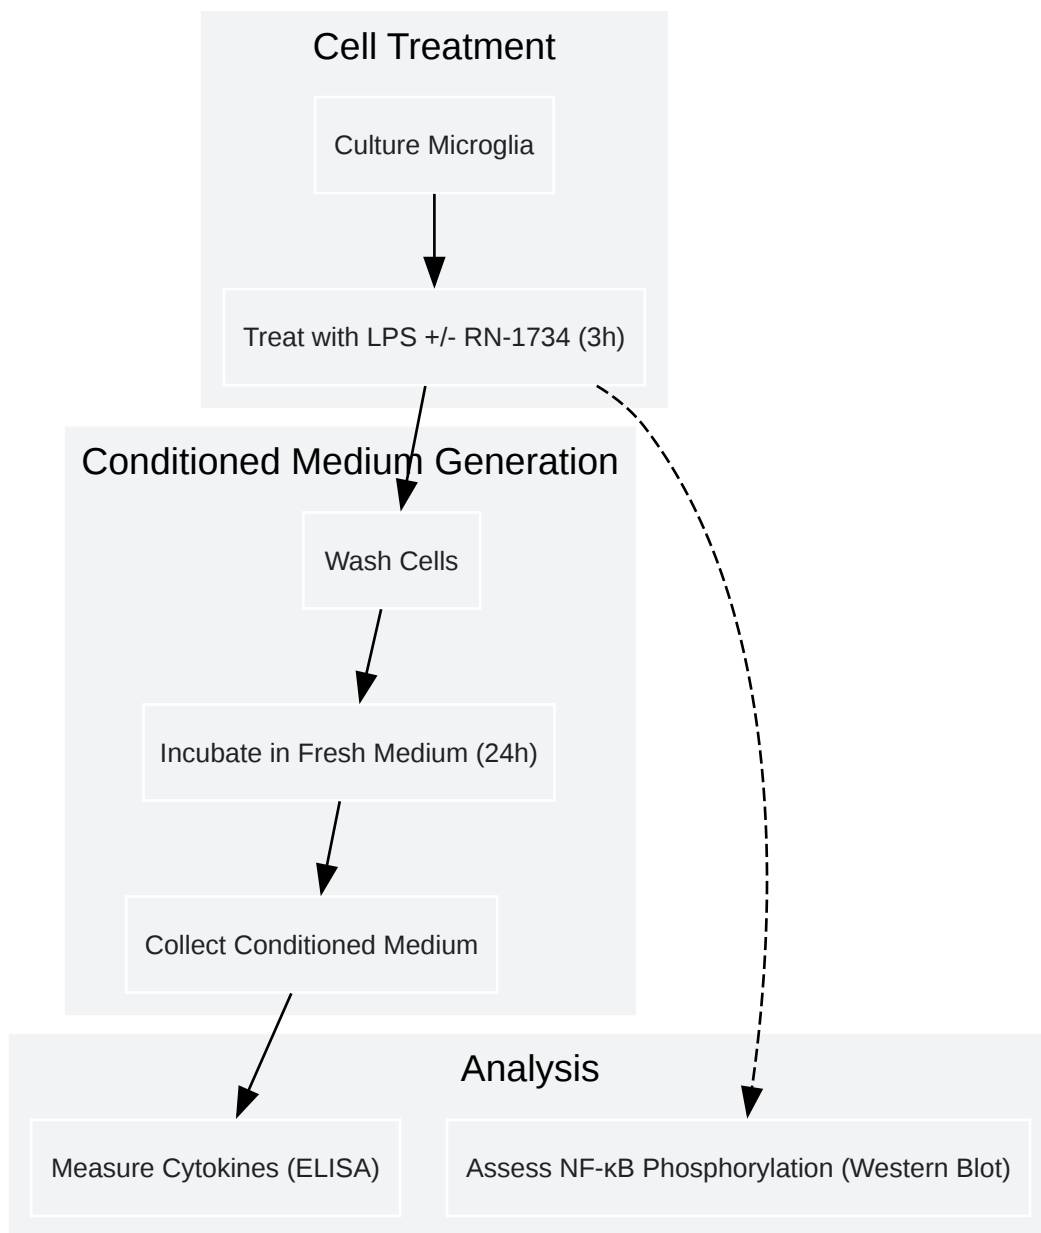 Cell Treatment
Culture Microglia
Treat with LPS +/- RN-1734 (3h)
Conditioned Medium Generation
Wash Cells
Incubate in Fresh Medium (24h)
Collect Conditioned Medium
Analysis
Measure Cytokines (ELISA)
Assess NF-κB Phosphorylation (Western Blot)